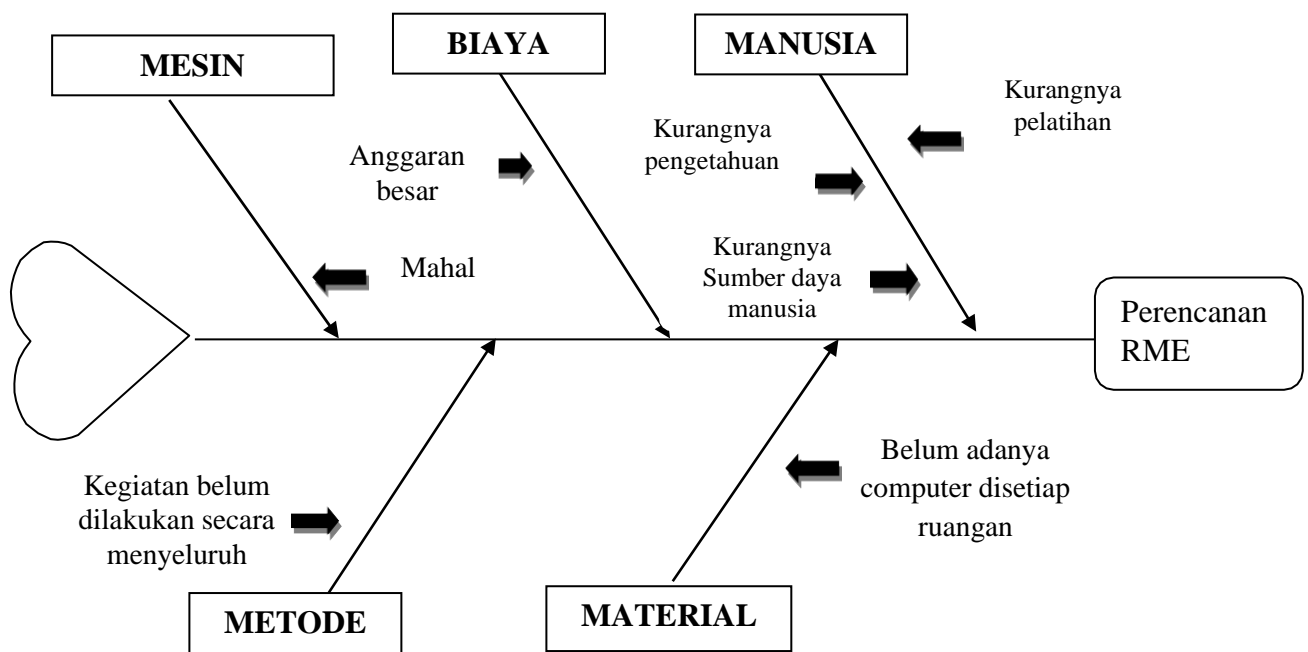 MESIN
BIAYA
MANUSIA
Kurangnya
pelatihan
Kurangnya
pengetahuan
Anggaran
besar
Mahal
Kurangnya
Sumber daya
manusia
Perencanan
RME
Kegiatan belum
dilakukan secara
menyeluruh
Belum adanya
computer disetiap
ruangan
METODE
MATERIAL